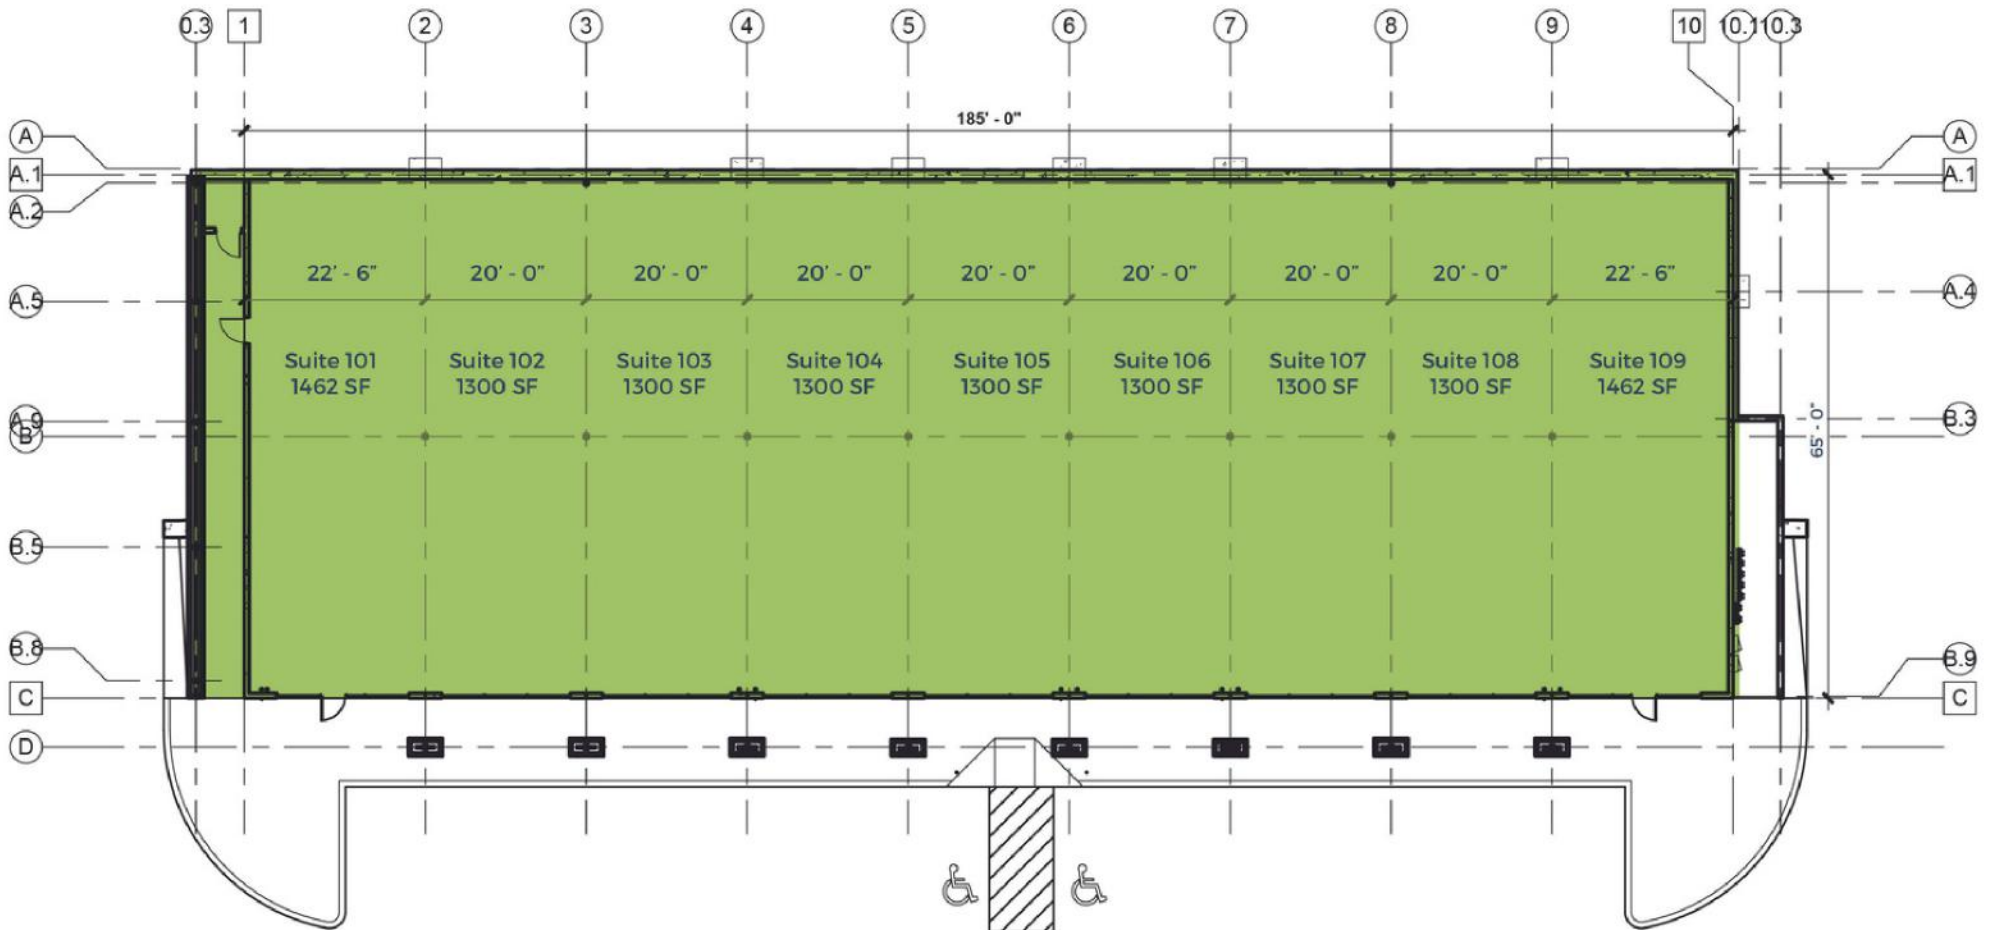 0.3 1 2 3 4 5 6 7 8 9 10 10.1 10.3
185' - 0"
A A
A.1 A.1
A.2
22' - 6" 20' - 0" 20' - 0" 20' - 0" 20' - 0" 20' - 0" 20' - 0" 20' - 0" 22' - 6"
A.5 A.4
Suite 101 Suite 102 Suite 103 Suite 104 Suite 105 Suite 106 Suite 107 Suite 108 Suite 109
1462 SF 1300 SF 1300 SF 1300 SF 1300 SF 1300 SF 1300 SF 1300 SF 1462 SF
A.9 B.3
B
65' - 0"
B.5
B.8 B.9
C C
D